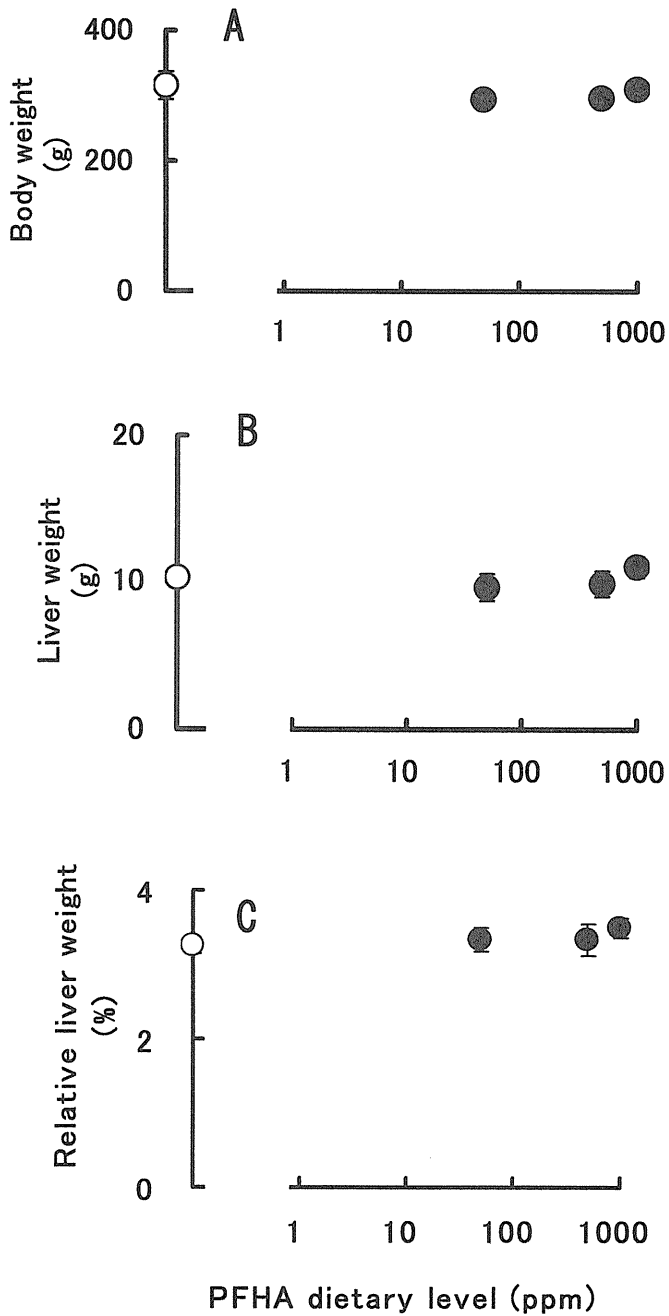 A
Body weight
(g)
400
200
0
1 10 100 1000
B
Liver weight
(g)
20
10
0
1 10 100 1000
C
Relative liver weight
(%)
4
2
0
1 10 100 1000
PFHA dietary level (ppm)